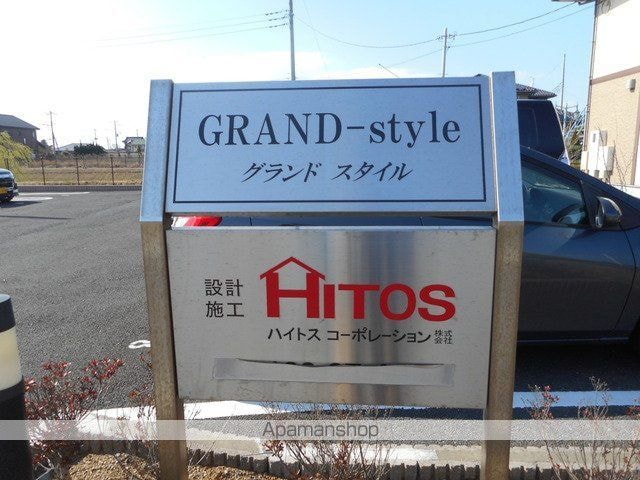 GRAND-style
グランド スタイル
設計
施工
HITOS
ハイトス コーポレーション 株式会社
Apamanshop